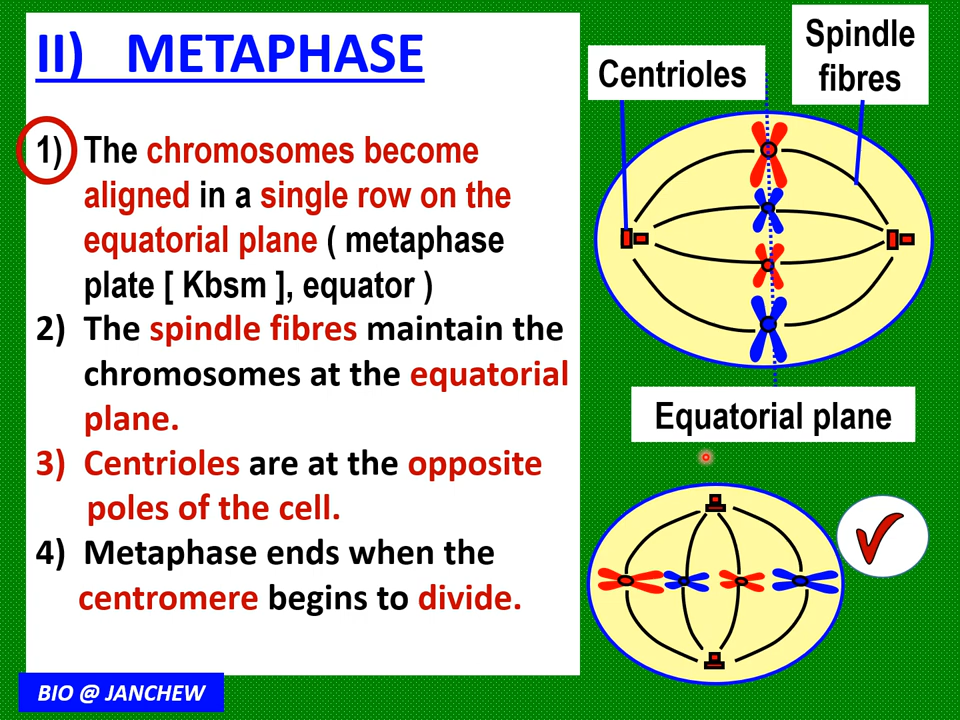 II) METAPHASE
1) The chromosomes become
aligned in a single row on the
equatorial plane ( metaphase
plate [ Kbsm ], equator )
2) The spindle fibres maintain the
chromosomes at the equatorial
plane.
3) Centrioles are at the opposite
poles of the cell.
4) Metaphase ends when the
centromere begins to divide.
BIO @ JANCHEW
Centrioles
Spindle
fibres
Equatorial plane